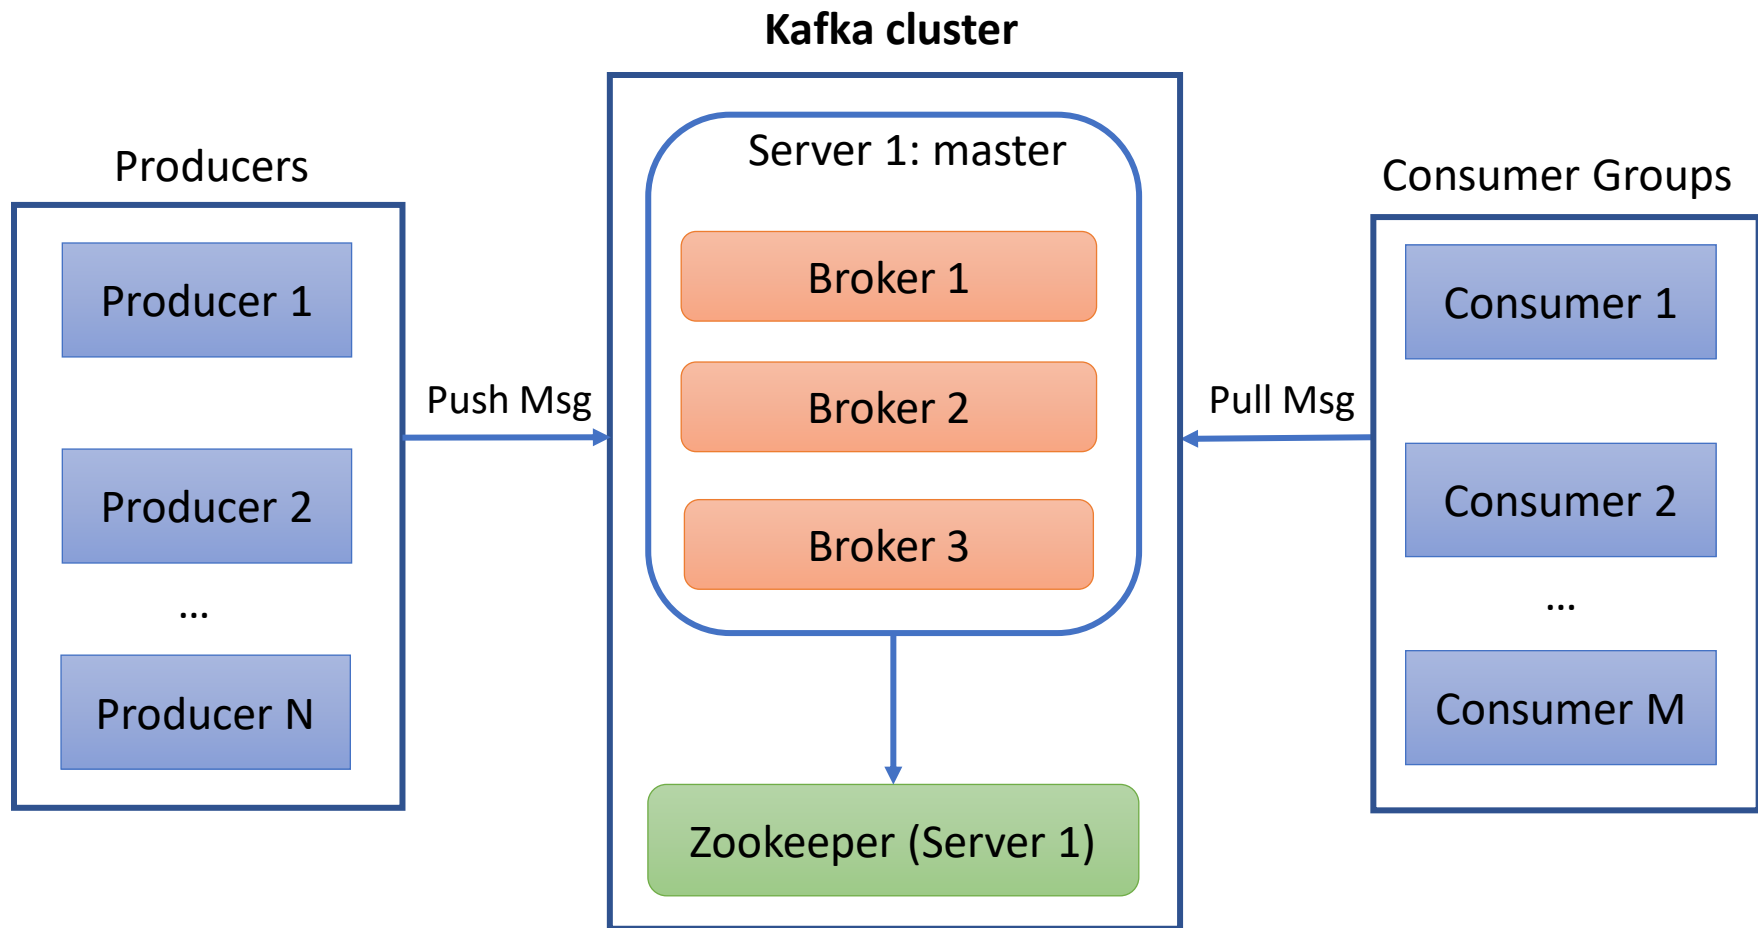 Kafka cluster
Producers
Producer 1
Producer 2
...
Producer N
Push Msg
Server 1: master
Broker 1
Broker 2
Broker 3
Zookeeper (Server 1)
Pull Msg
Consumer Groups
Consumer 1
Consumer 2
...
Consumer M